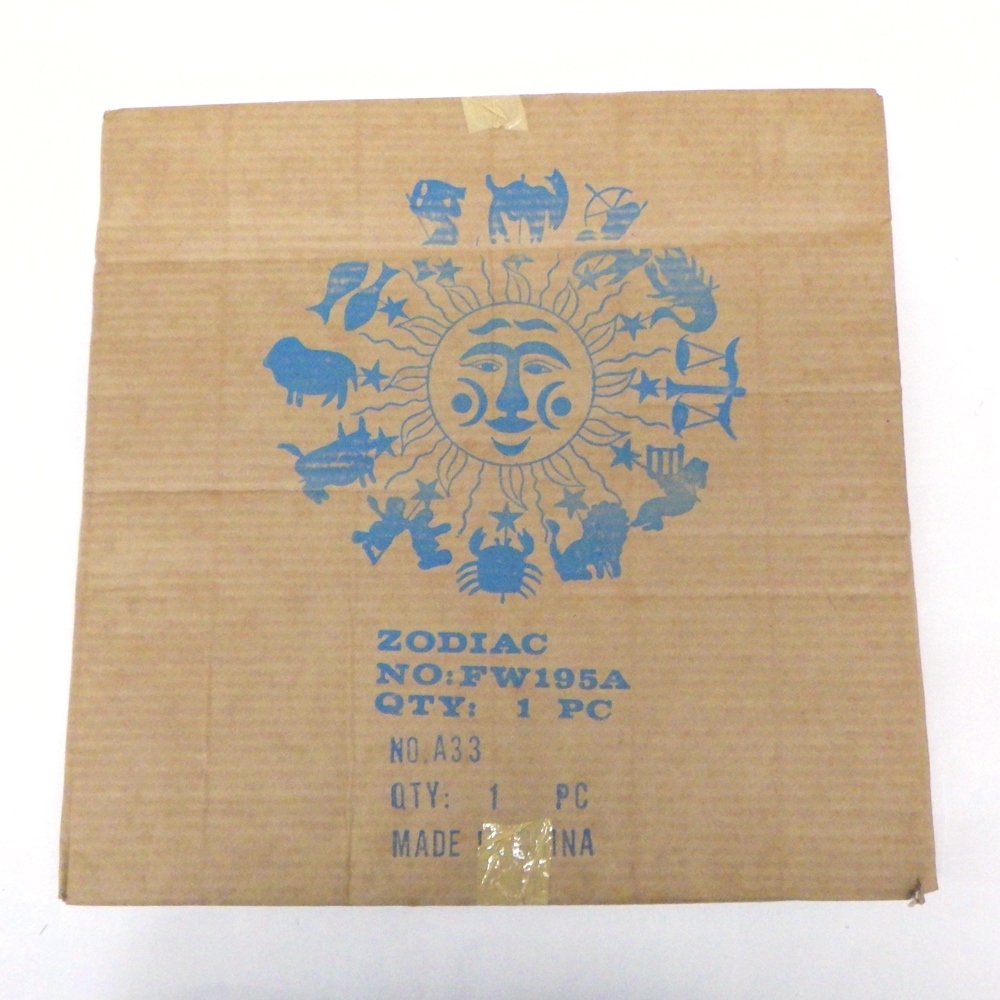 ZODIAC
NO:FW195A
QTY: 1 PC
NO.A33
QTY: 1 PC
MADE